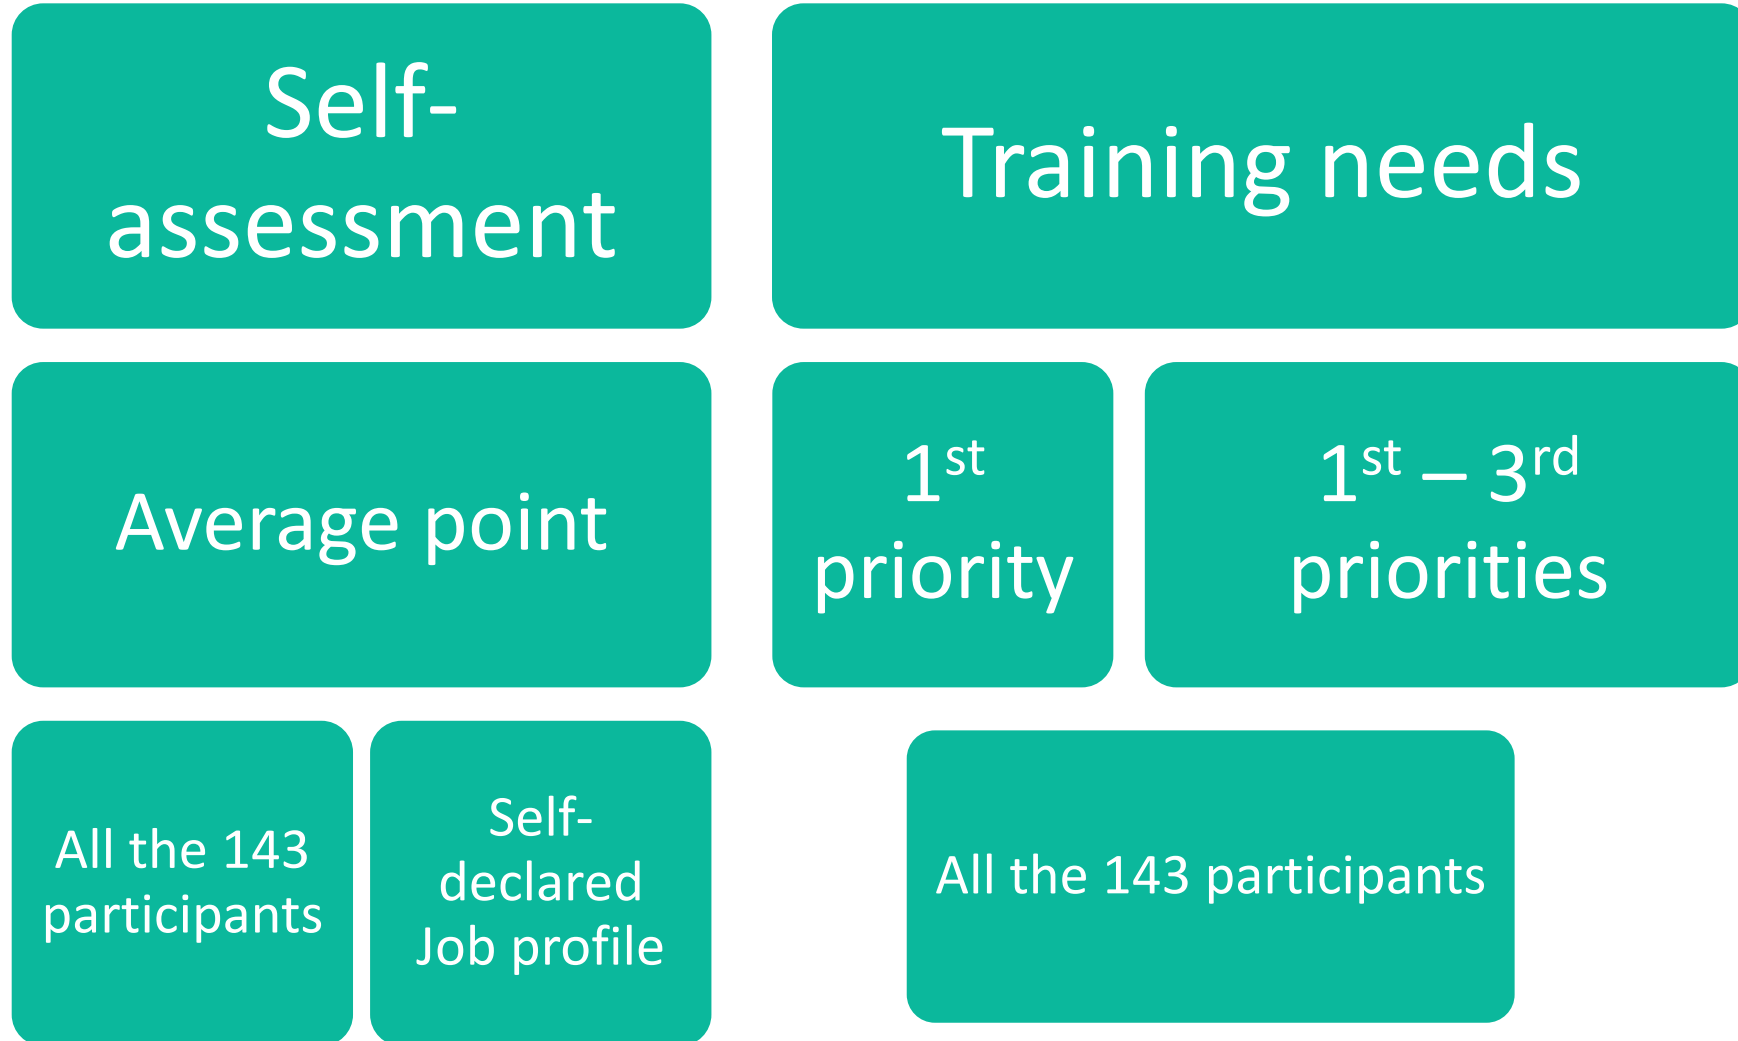 Self-
assessment
Training needs
Average point
1st
priority
1st – 3rd
priorities
All the 143
participants
Self-
declared
Job profile
All the 143 participants